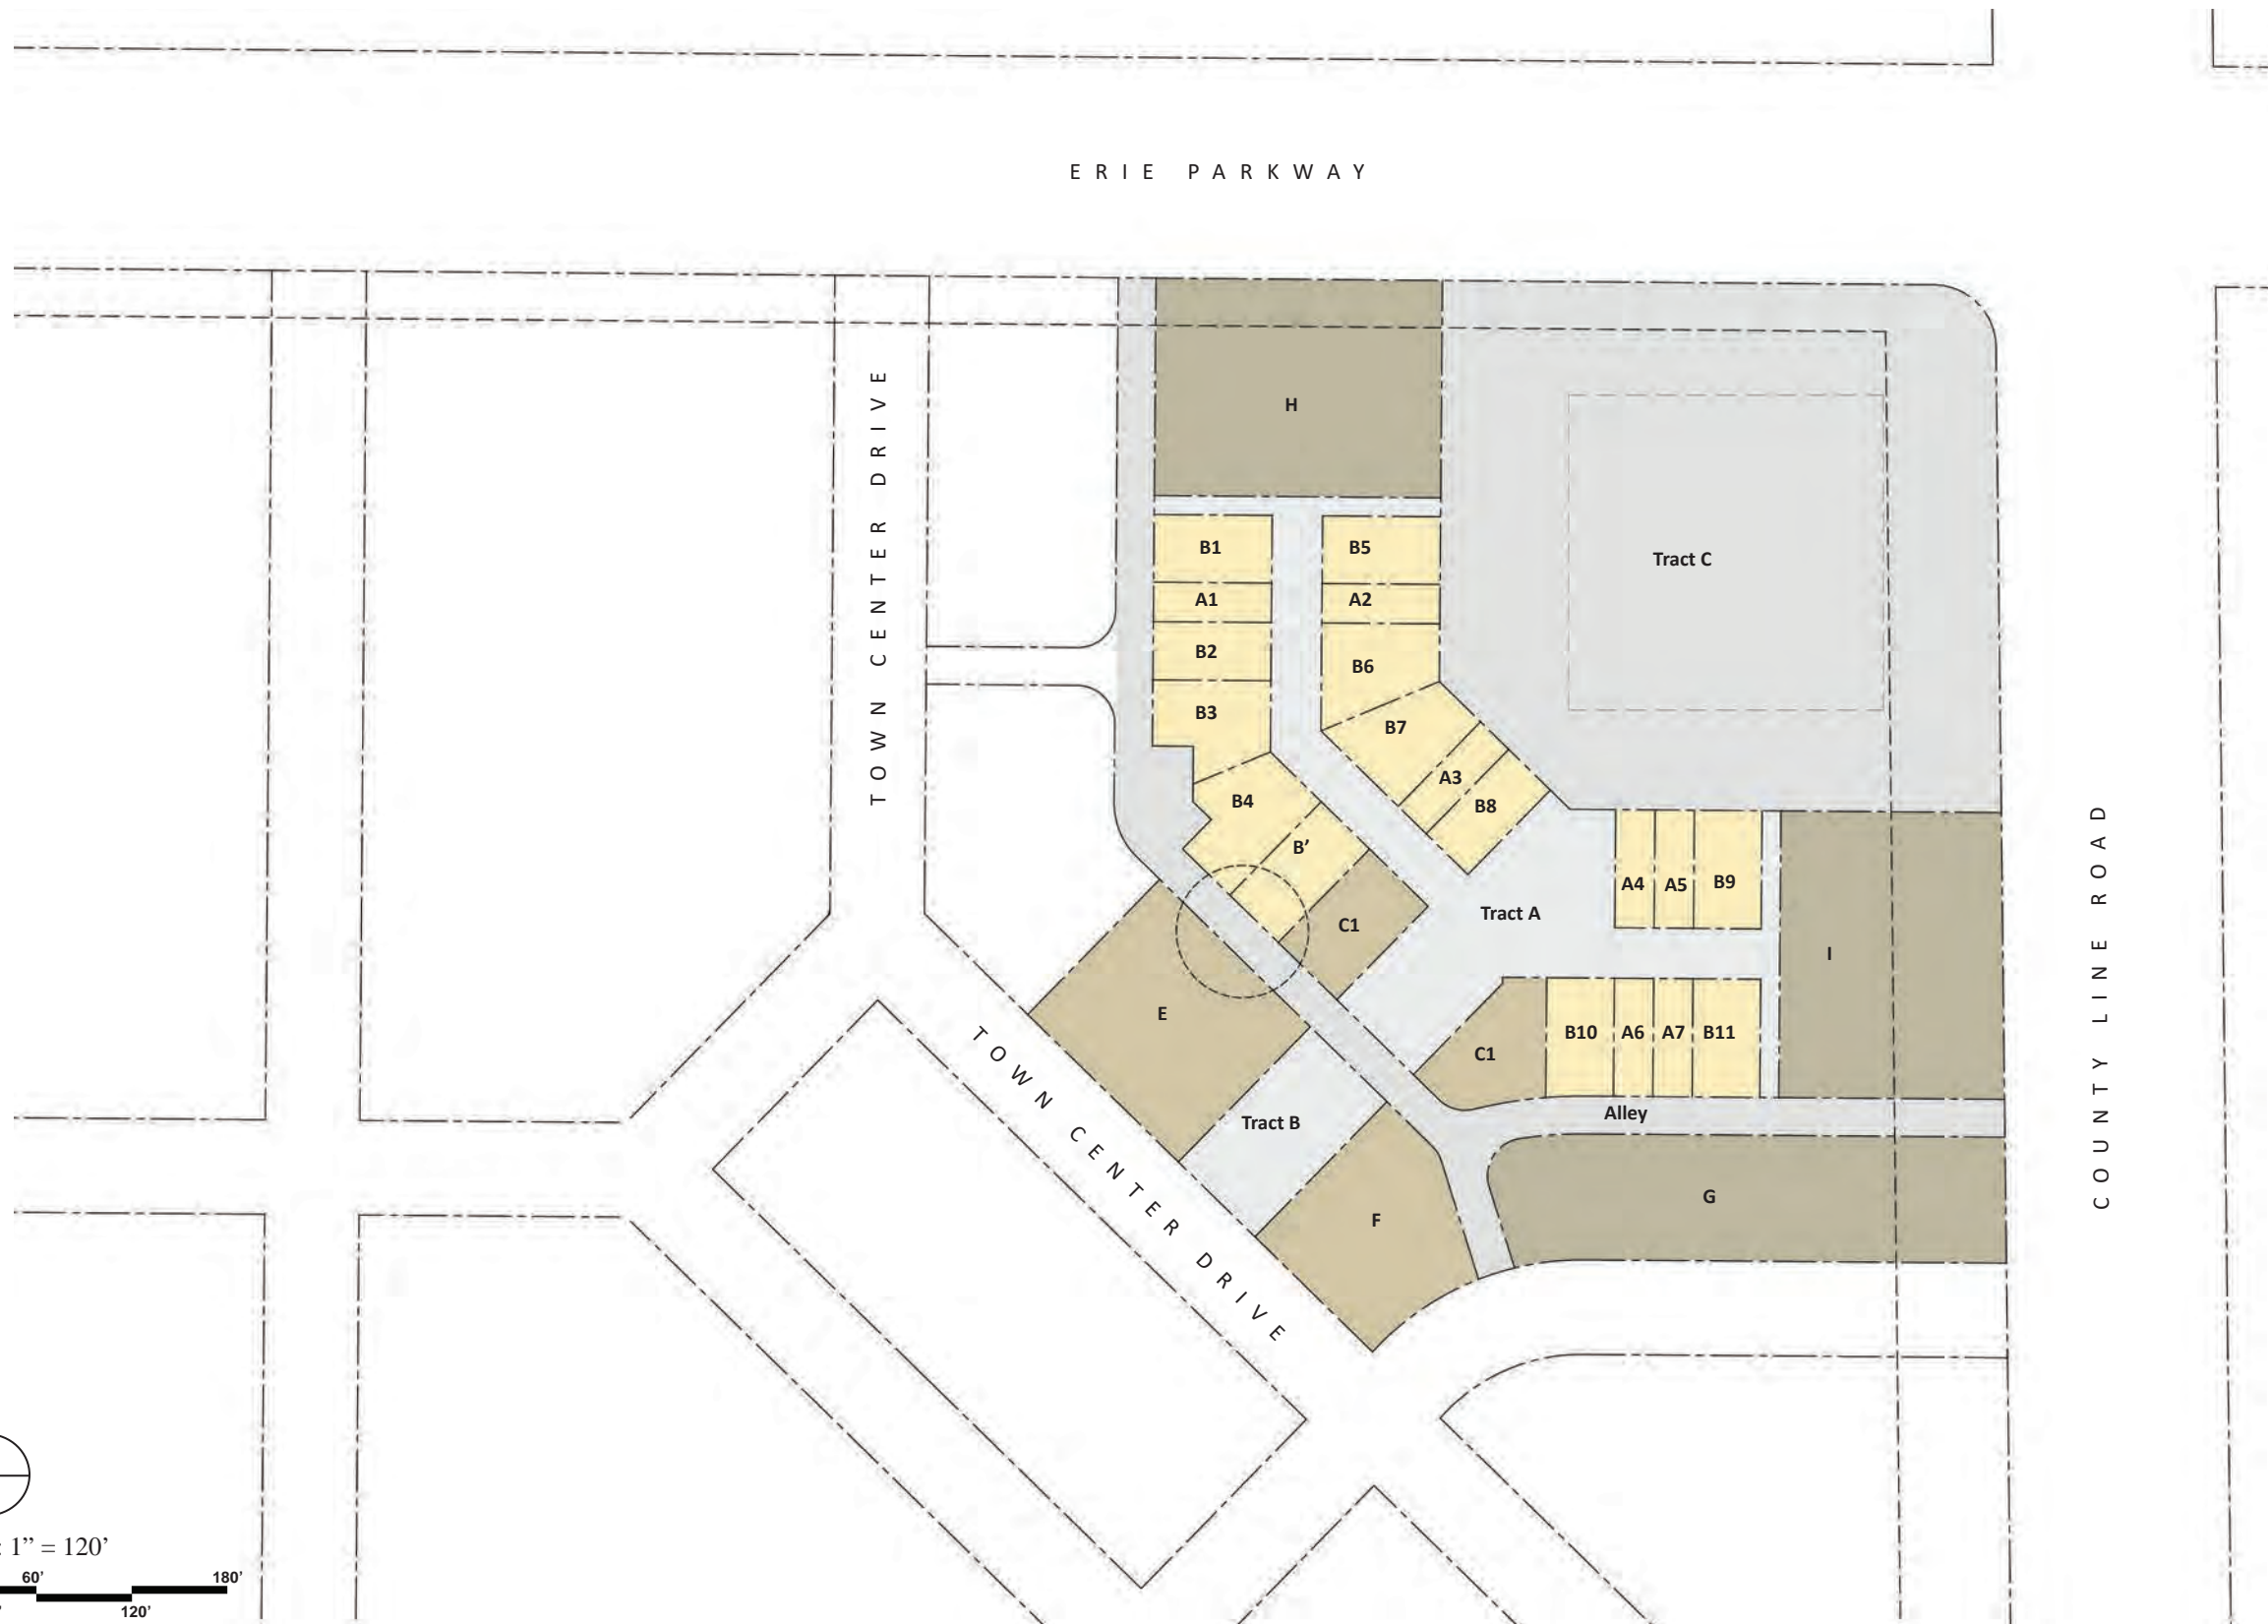 ERIE PARKWAY
TOWN CENTER DRIVE
H
B1
B5
Tract C
A1
A2
B2
B6
B3
B7
A3
B4
B8
B’
A4
A5
B9
C1
Tract A
I
COUNTY LINE ROAD
E
B10
A6
A7
B11
C1
Tract B
Alley
TOWN CENTER DRIVE
G
F
: 1” = 120’
60’
180’
120’